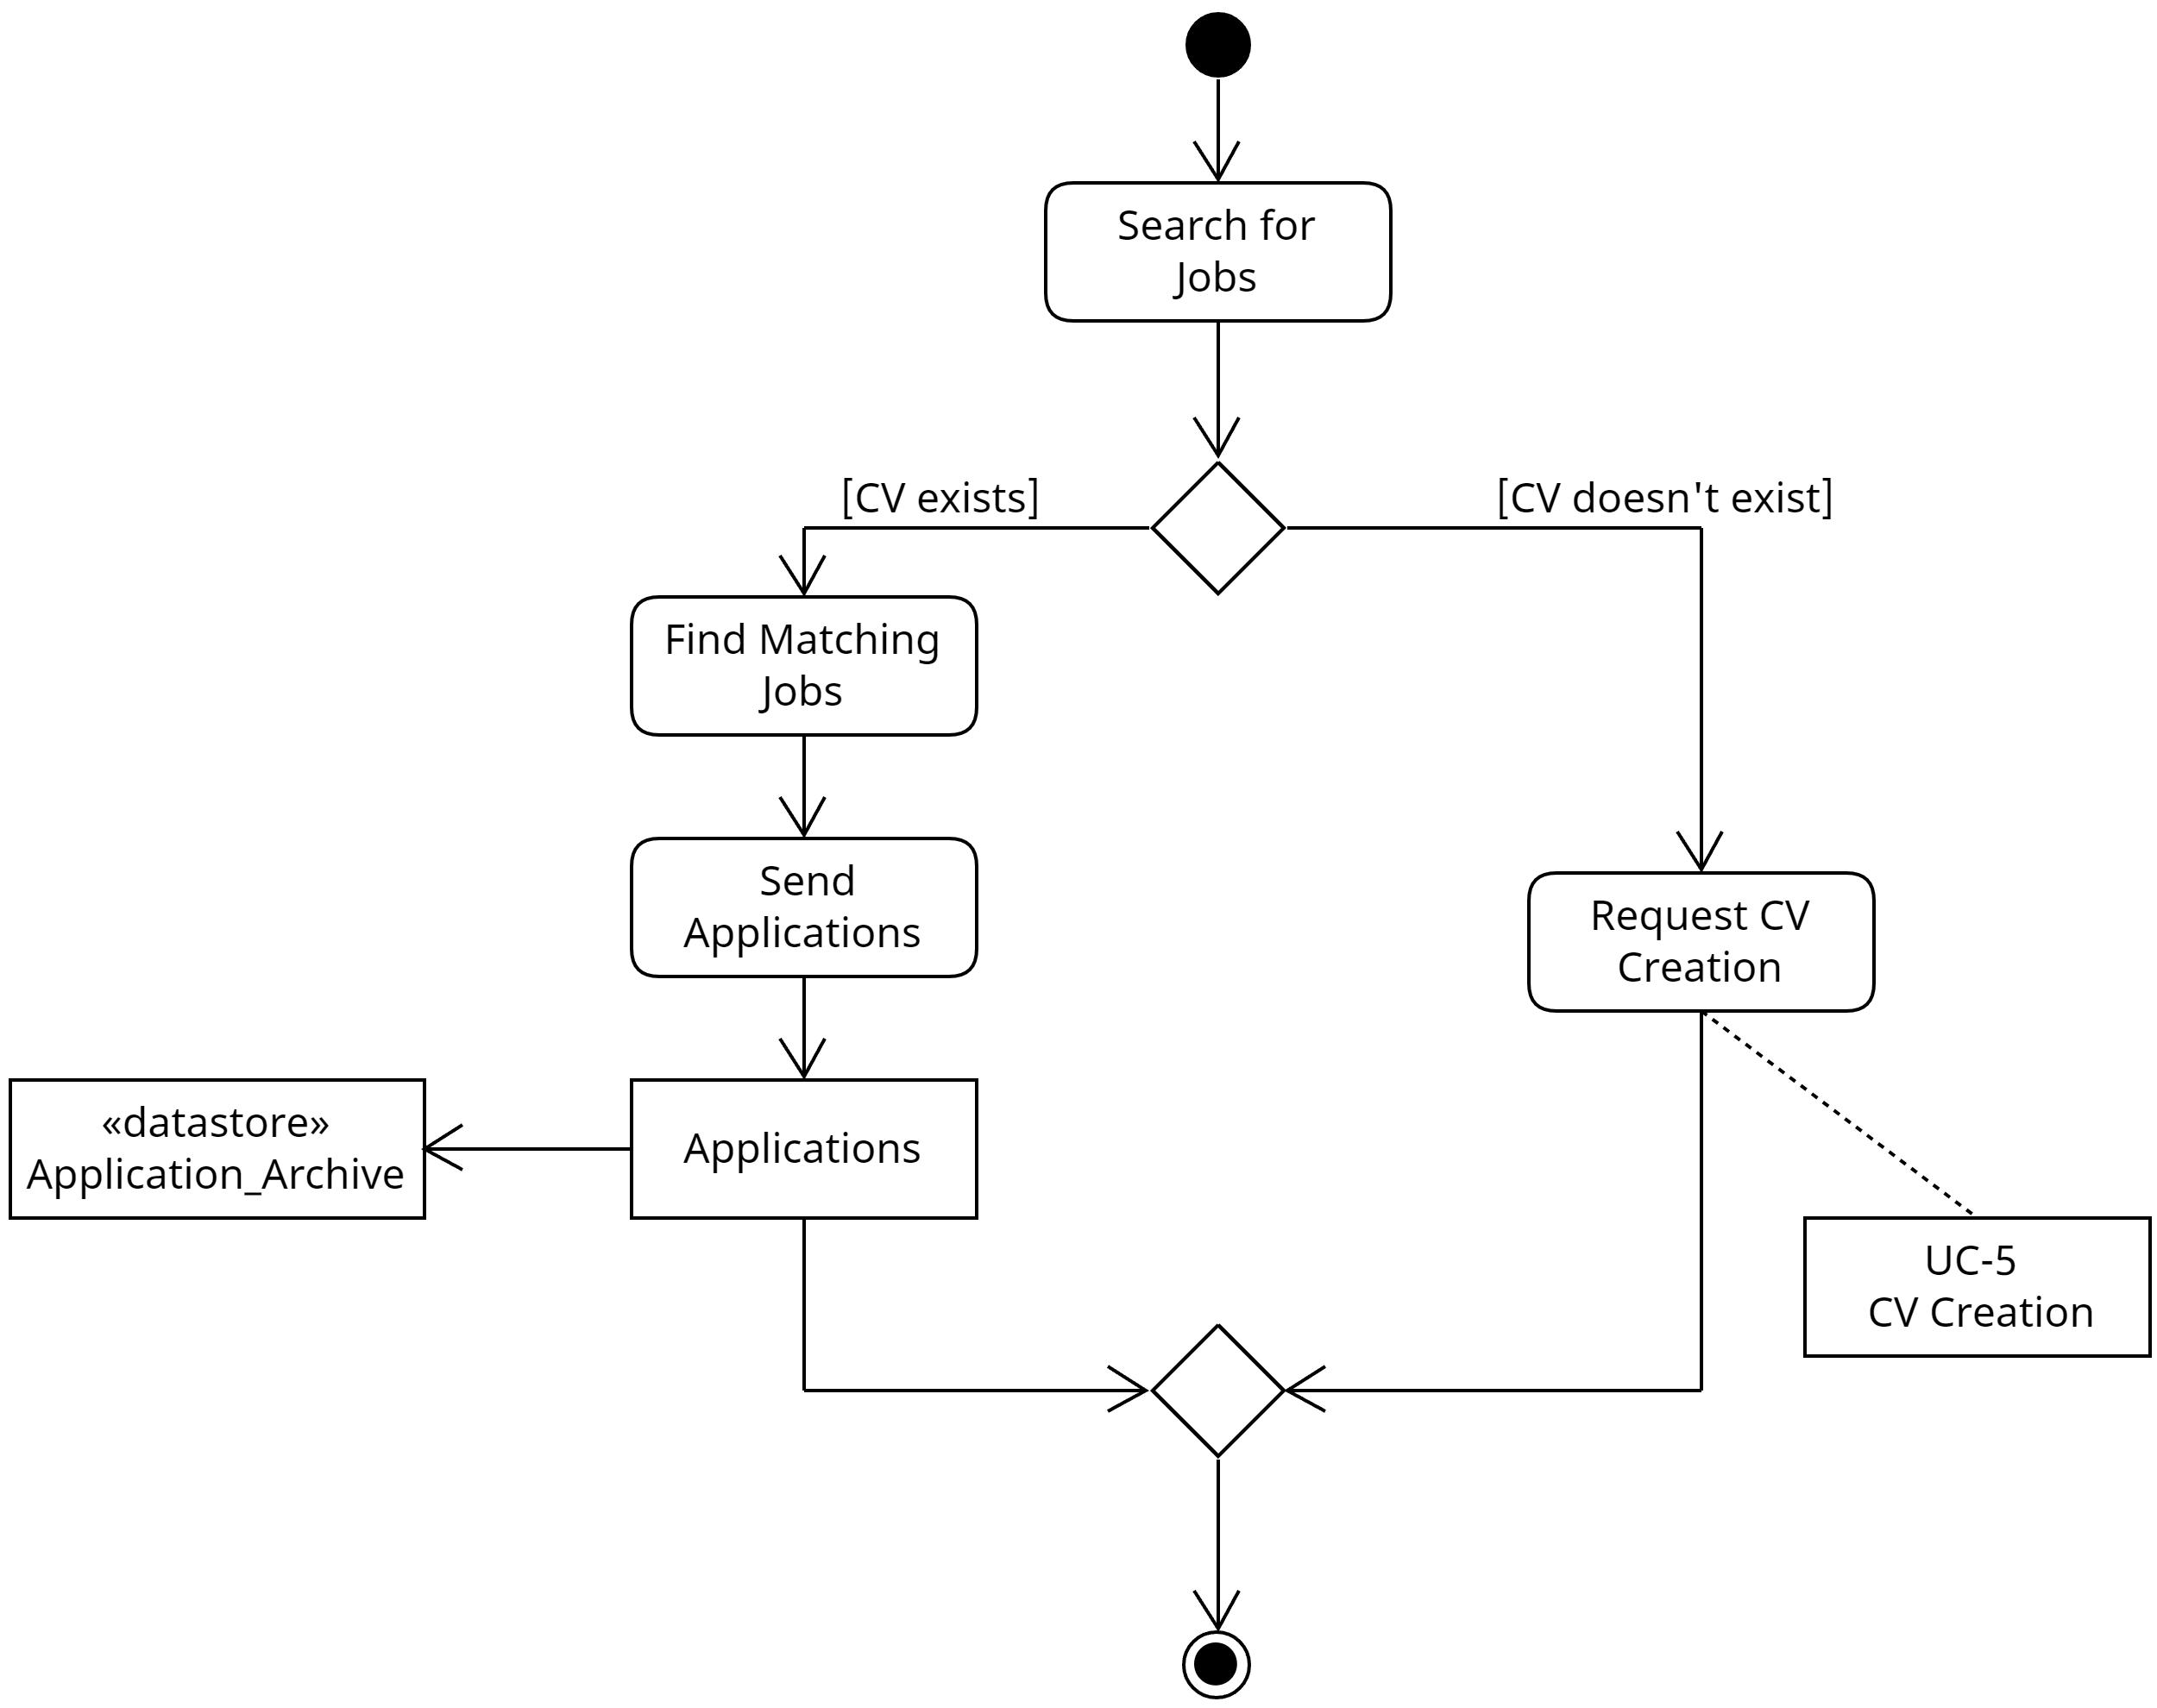 Search for
Jobs
[CV exists]
[CV doesn't exist]
Find Matching
Jobs
Send
Applications
Request CV
Creation
«datastore»
Application_Archive
Applications
UC-5
CV Creation